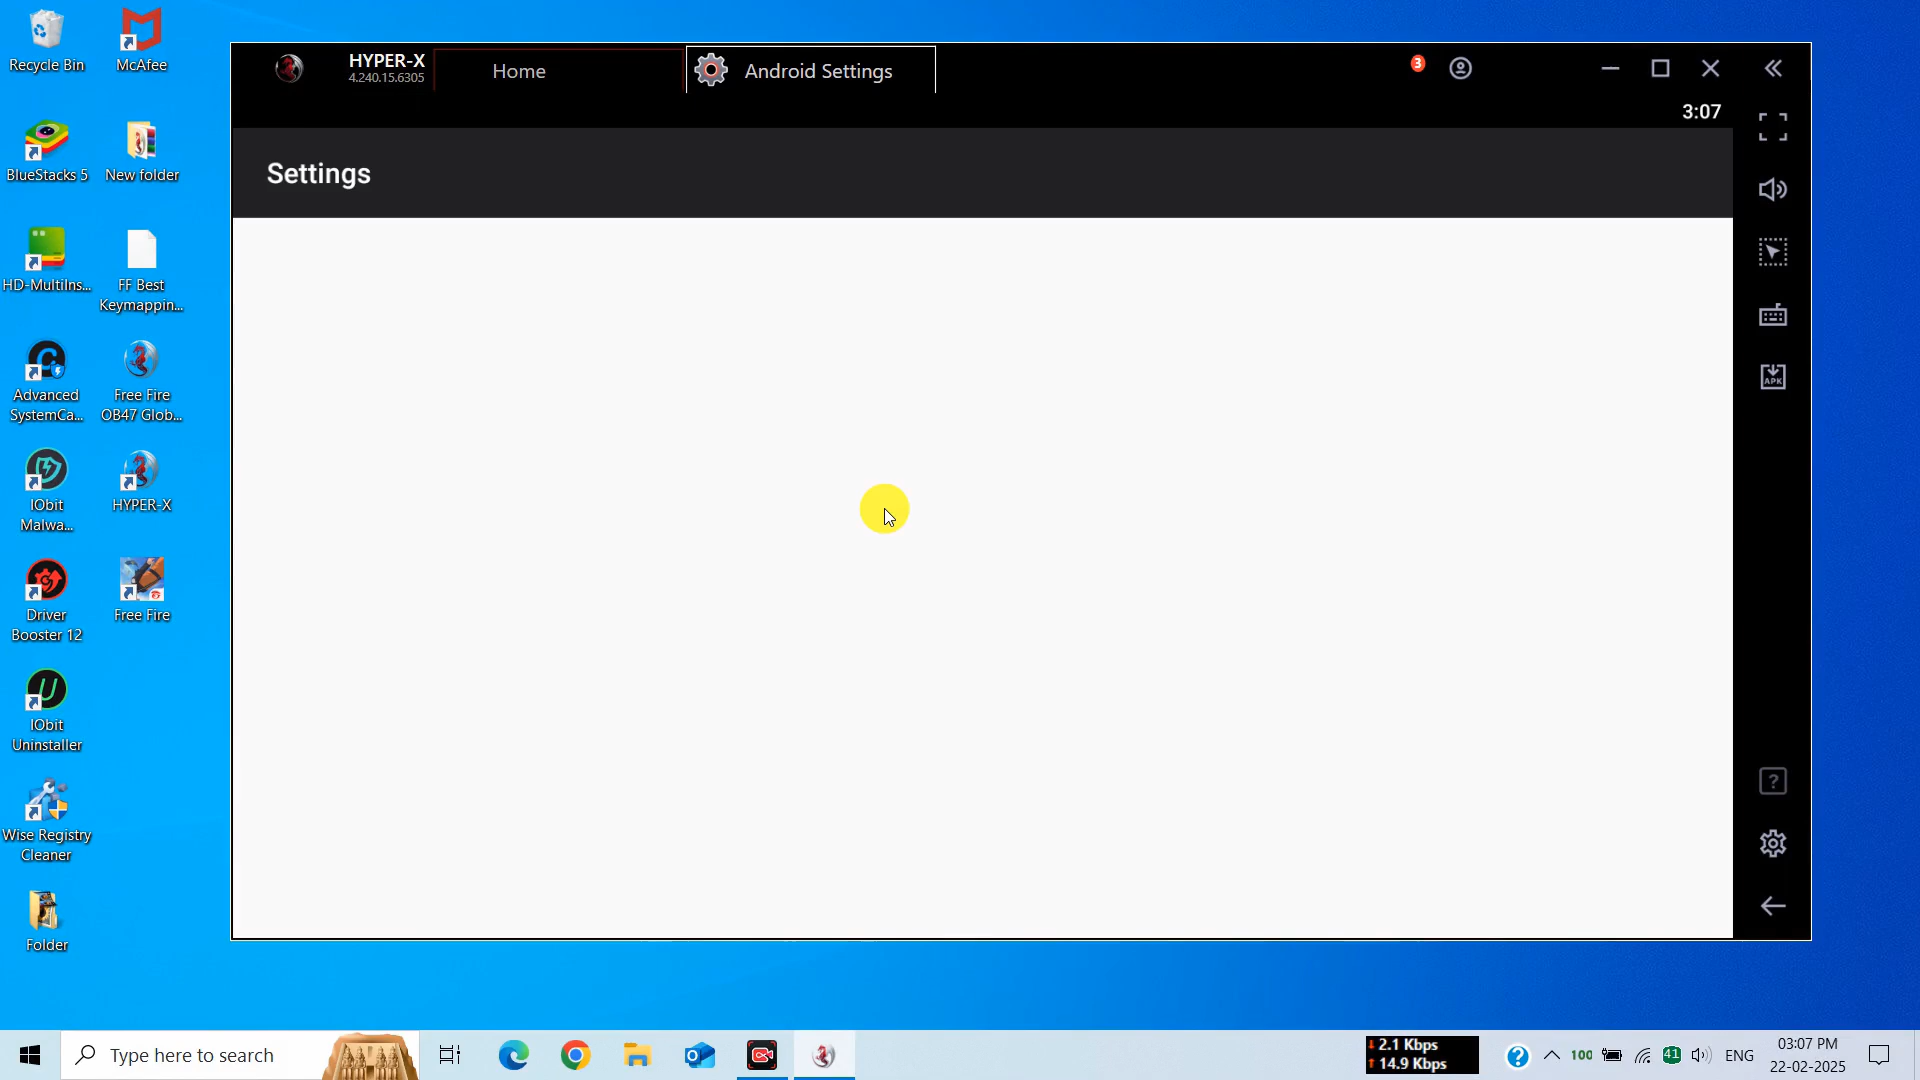 Recycle Bin
McAfee
BlueStacks 5
New folder
HD-MultiIns...
FF Best
Keymappin...
Advanced
SystemCa...
Free Fire
OB47 Glob...
IObit
Malwa...
HYPER-X
Driver
Booster 12
Free Fire
IObit
Uninstaller
Wise Registry
Cleaner
Folder
HYPER-X
4.240.15.6305
Home
Android Settings
3
3:07
Settings
APK
?
Type here to search
2.1 Kbps
14.9 Kbps
?
100
41
ENG
03:07 PM
22-02-2025